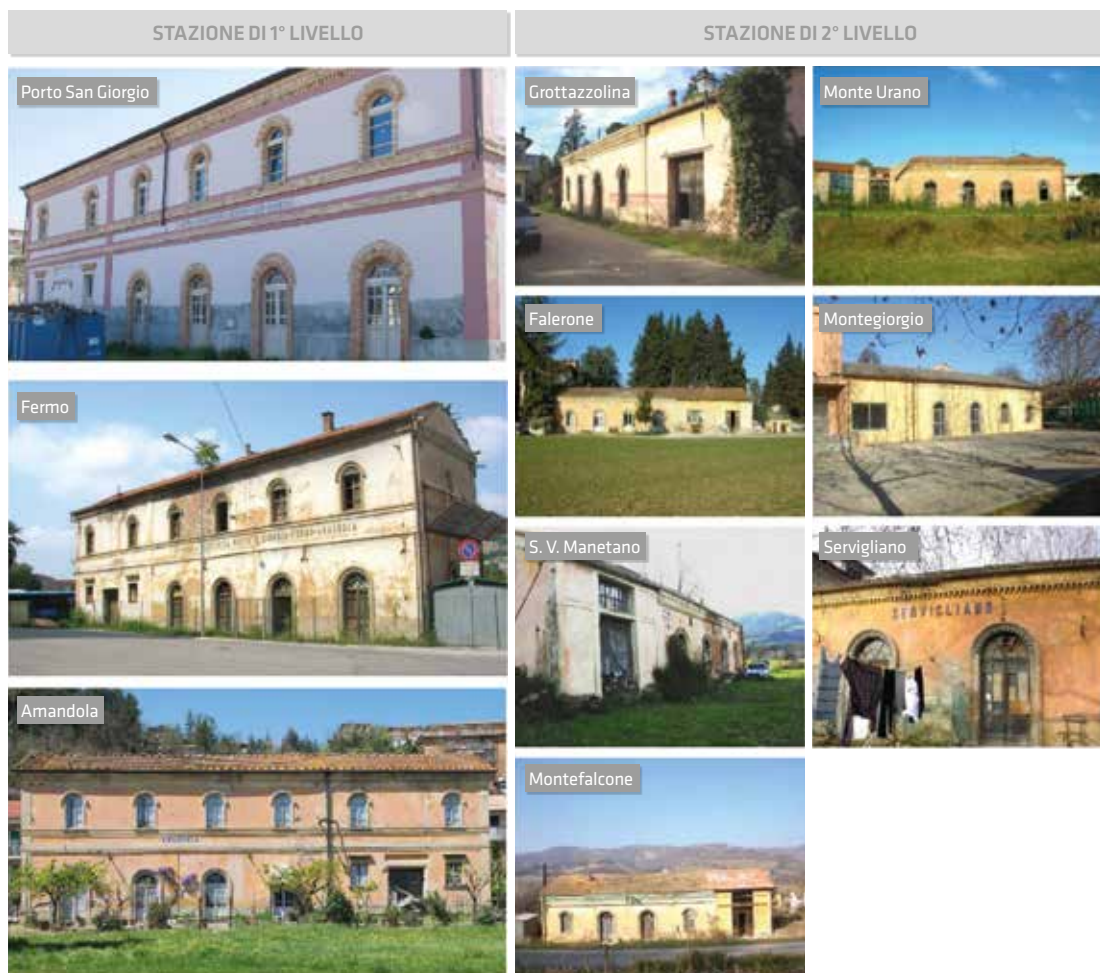 STAZIONE DI 1° LIVELLO
STAZIONE DI 2° LIVELLO
Porto San Giorgio
Grottazzolina
Monte Urano
Falerone
Montegiorgio
Fermo
S. V. Manetano
Servigliano
SERVIGLIANO
Amandola
AMANDOLA
Montefalcone